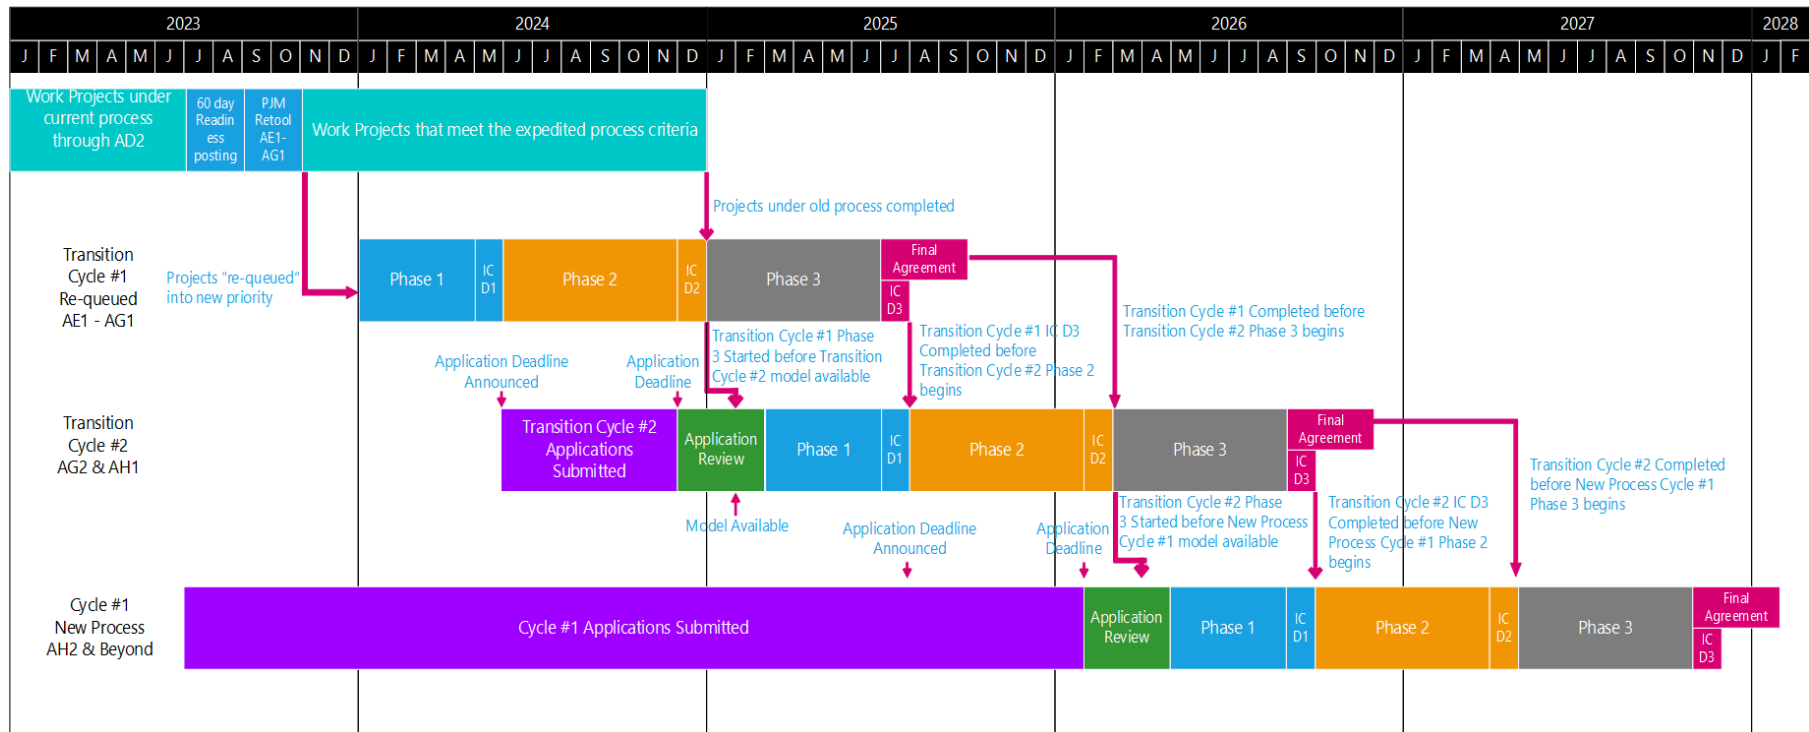 2023 2024 2025 2026 2027 2028
J F M A M J J A S O N D J F M A M J J A S O N D J F M A M J J A S O N D J F M A M J J A S O N D J F M A M J J A S O N D J F
Work Projects under
current process
through AD2
60 day
Readin
ess
posting
PJM
Retool
AE1-
AG1
Work Projects that meet the expedited process criteria
Projects under old process completed
Transition
Cycle #1
Re-queued
AE1 - AG1
Projects "re-queued"
into new priority
Phase 1
IC
D1
Phase 2
IC
D2
Phase 3
Final
Agreement
IC
D3
Transition Cycle #1 Phase
3 Started before Transition
Cycle #2 model available
Transition Cycle #1 IC D3
Completed before
Transition Cycle #2 Phase 2
begins
Transition Cycle #1 Completed before
Transition Cycle #2 Phase 3 begins
Application Deadline
Announced
Application
Deadline
Transition
Cycle #2
AG2 & AH1
Transition Cycle #2
Applications
Submitted
Application
Review
Phase 1
IC
D1
Phase 2
IC
D2
Phase 3
Final
Agreement
IC
D3
Model Available
Application Deadline
Announced
Application
Deadline
Transition Cycle #2 Phase
3 Started before New Process
Cycle #1 model available
Transition Cycle #2 IC D3
Completed before New
Process Cycle #1 Phase 2
begins
Transition Cycle #2 Completed
before New Process Cycle #1
Phase 3 begins
Cycle #1
New Process
AH2 & Beyond
Cycle #1 Applications Submitted
Application
Review
Phase 1
IC
D1
Phase 2
IC
D2
Phase 3
Final
Agreement
IC
D3